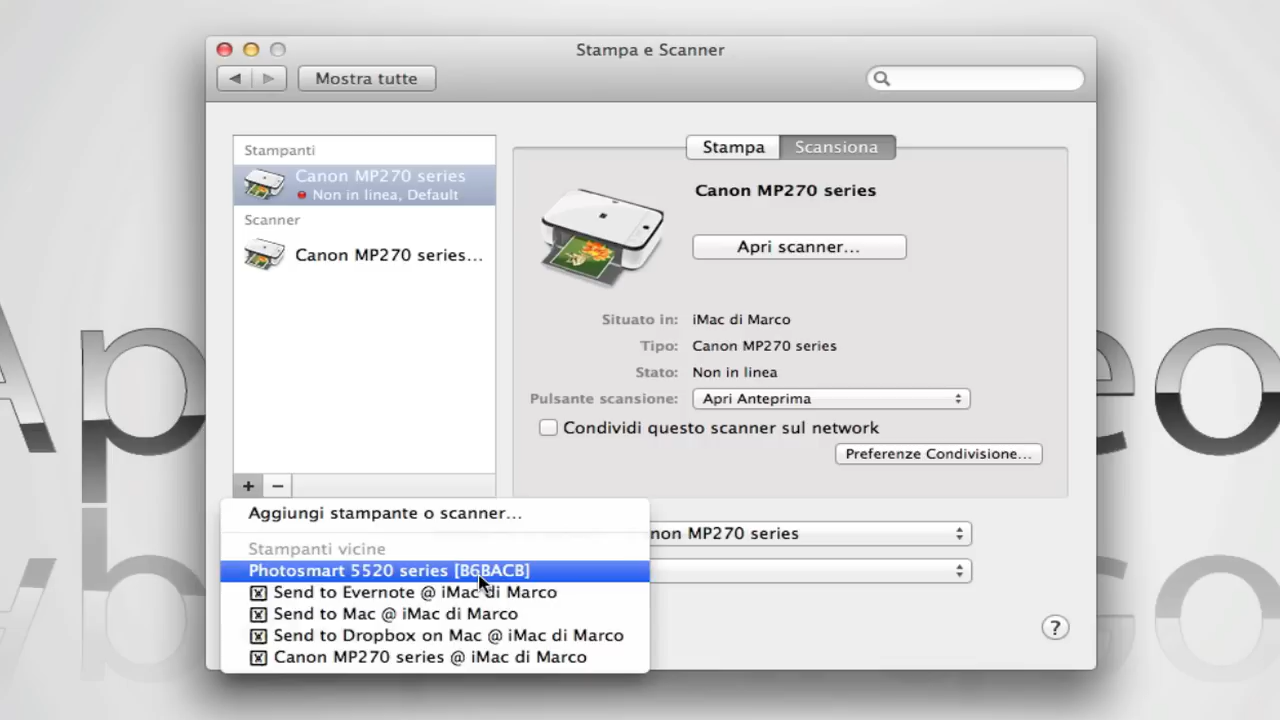 Stampa e Scanner
Mostra tutte
Stampanti
Canon MP270 series
Non in linea, Default
Scanner
Canon MP270 series...
Stampa Scansiona
Canon MP270 series
Apri scanner...
Situato in: iMac di Marco
Tipo: Canon MP270 series
Stato: Non in linea
Pulsante scansione: Apri Anteprima
Condividi questo scanner sul network
Preferenze Condivisione...
+ −
Aggiungi stampante o scanner...
Stampanti vicine
Photosmart 5520 series [B6BACB]
Send to Evernote @ iMac di Marco
Send to Mac @ iMac di Marco
Send to Dropbox on Mac @ iMac di Marco
Canon MP270 series @ iMac di Marco
non MP270 series
?